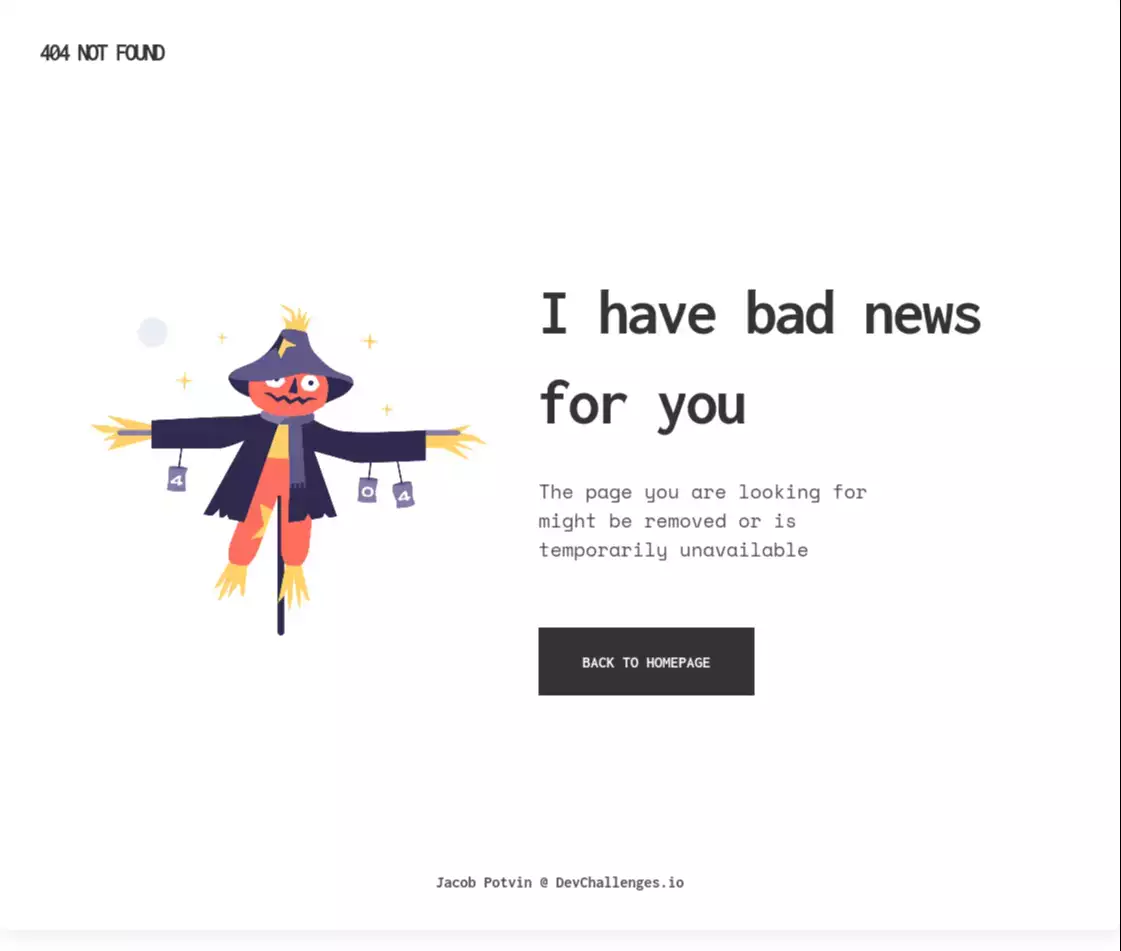 404 NOT FOUND
I have bad news
for you
4
0
4
The page you are looking for
might be removed or is
temporarily unavailable
BACK TO HOMEPAGE
Jacob Potvin @ DevChallenges.io